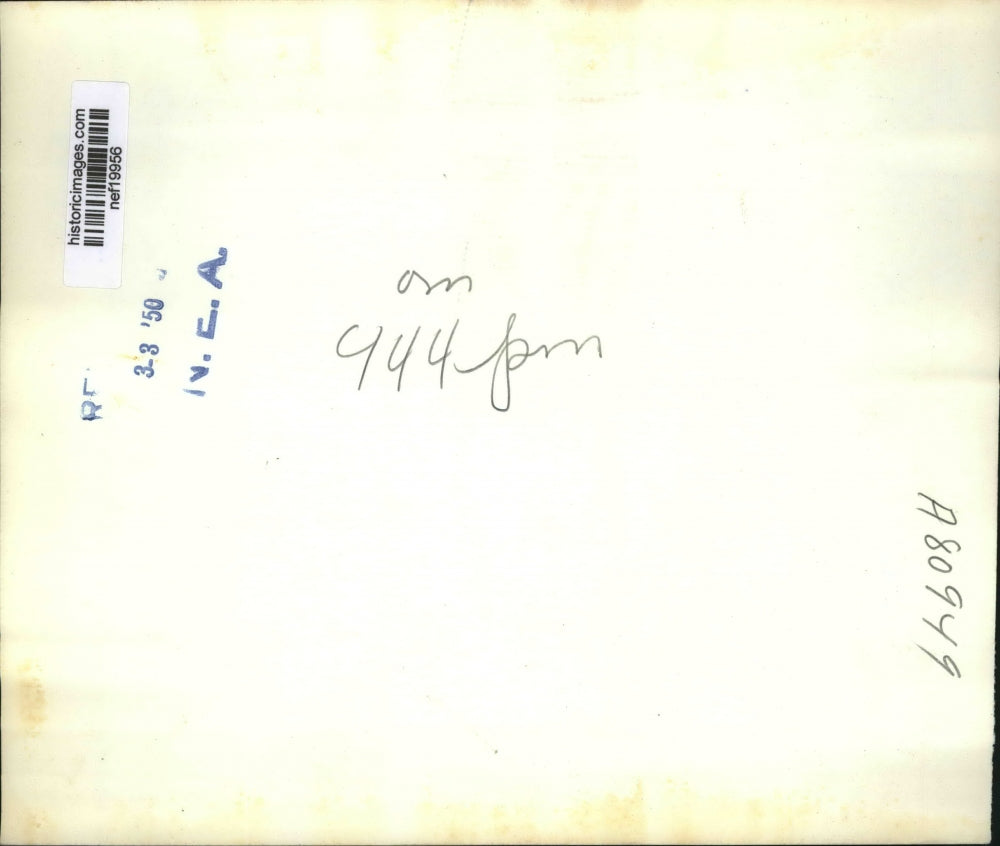 historicimages.com
nef19956
3-3 '50
N.E.A.
om
944 pm
A80949